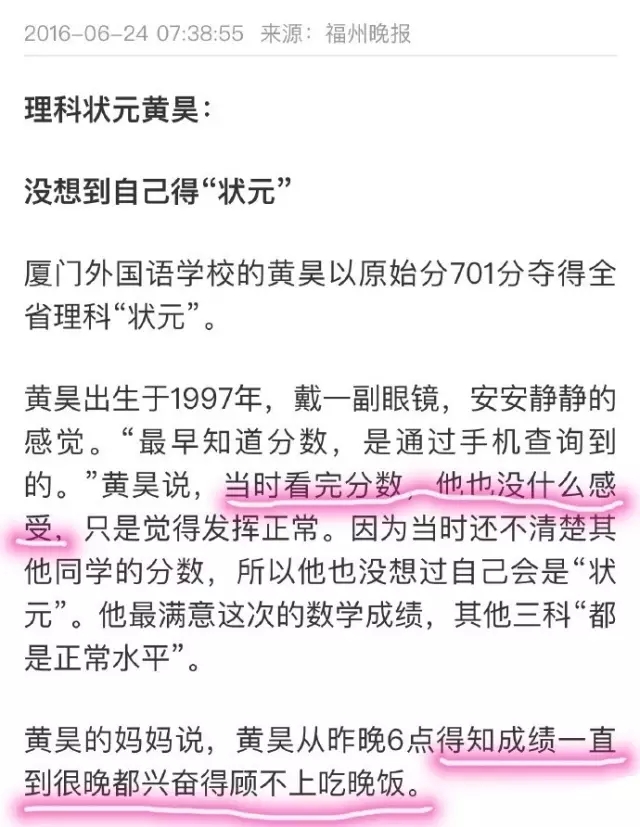 2016-06-24 07:38:55 来源：福州晚报
理科状元黄昊：
没想到自己得“状元”
厦门外国语学校的黄昊以原始分701分夺得全
省理科“状元”。
黄昊出生于1997年，戴一副眼镜，安安静静的
感觉。“最早知道分数，是通过手机查询到
的。”黄昊说，当时看完分数，他也没什么感
受，只是觉得发挥正常。因为当时还不清楚其
他同学的分数，所以他也没想过自己会是“状
元”。他最满意这次的数学成绩，其他三科“都
是正常水平”。
黄昊的妈妈说，黄昊从昨晚6点得知成绩一直
到很晚都兴奋得顾不上吃晚饭。